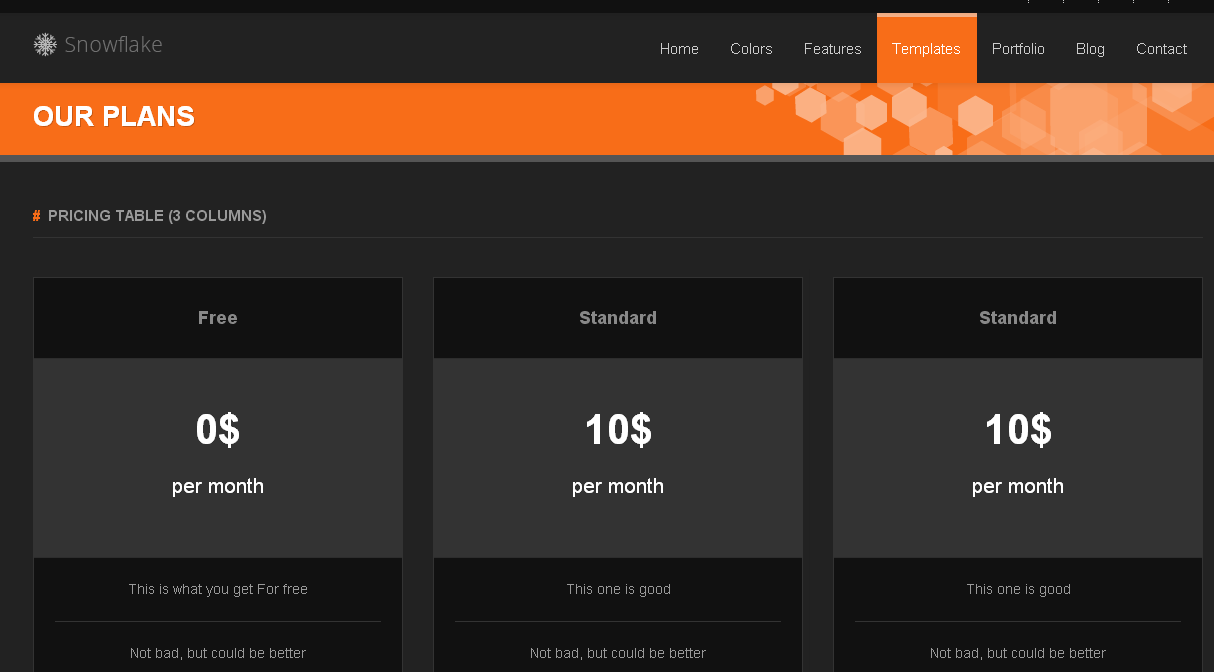 Snowflake
Home Colors Features Templates Portfolio Blog Contact
OUR PLANS
# PRICING TABLE (3 COLUMNS)
Free Standard Standard
0$ 10$ 10$
per month per month per month
This is what you get For free This one is good This one is good
Not bad, but could be better Not bad, but could be better Not bad, but could be better